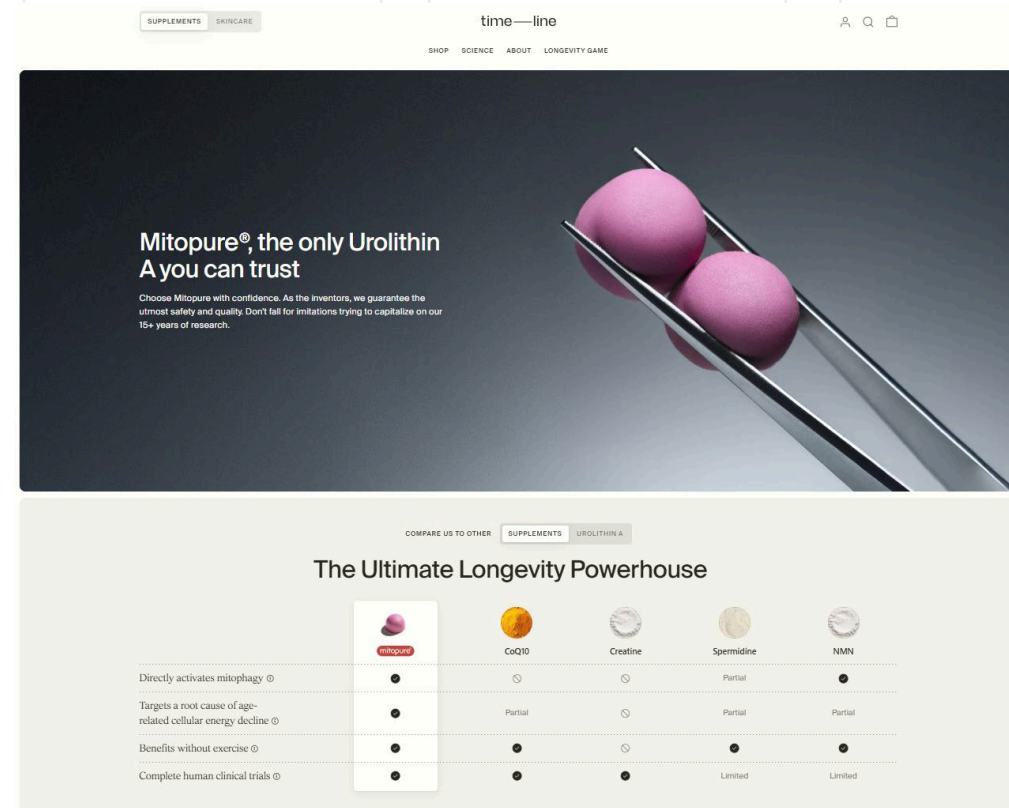 SUPPLEMENTS SKINCARE
time—line
SHOP SCIENCE ABOUT LONGEVITY GAME
Mitopure®, the only Urolithin
A you can trust
Choose Mitopure with confidence. As the inventors, we guarantee the
utmost safety and quality. Don't fall for imitations trying to capitalize on our
15+ years of research.
COMPARE US TO OTHER SUPPLEMENTS UROLITHIN A
The Ultimate Longevity Powerhouse
mitopure® CoQ10 Creatine Spermidine NMN
Directly activates mitophagy Partial
Targets a root cause of age-
related cellular energy decline Partial Partial Partial
Benefits without exercise
Complete human clinical trials Limited Limited